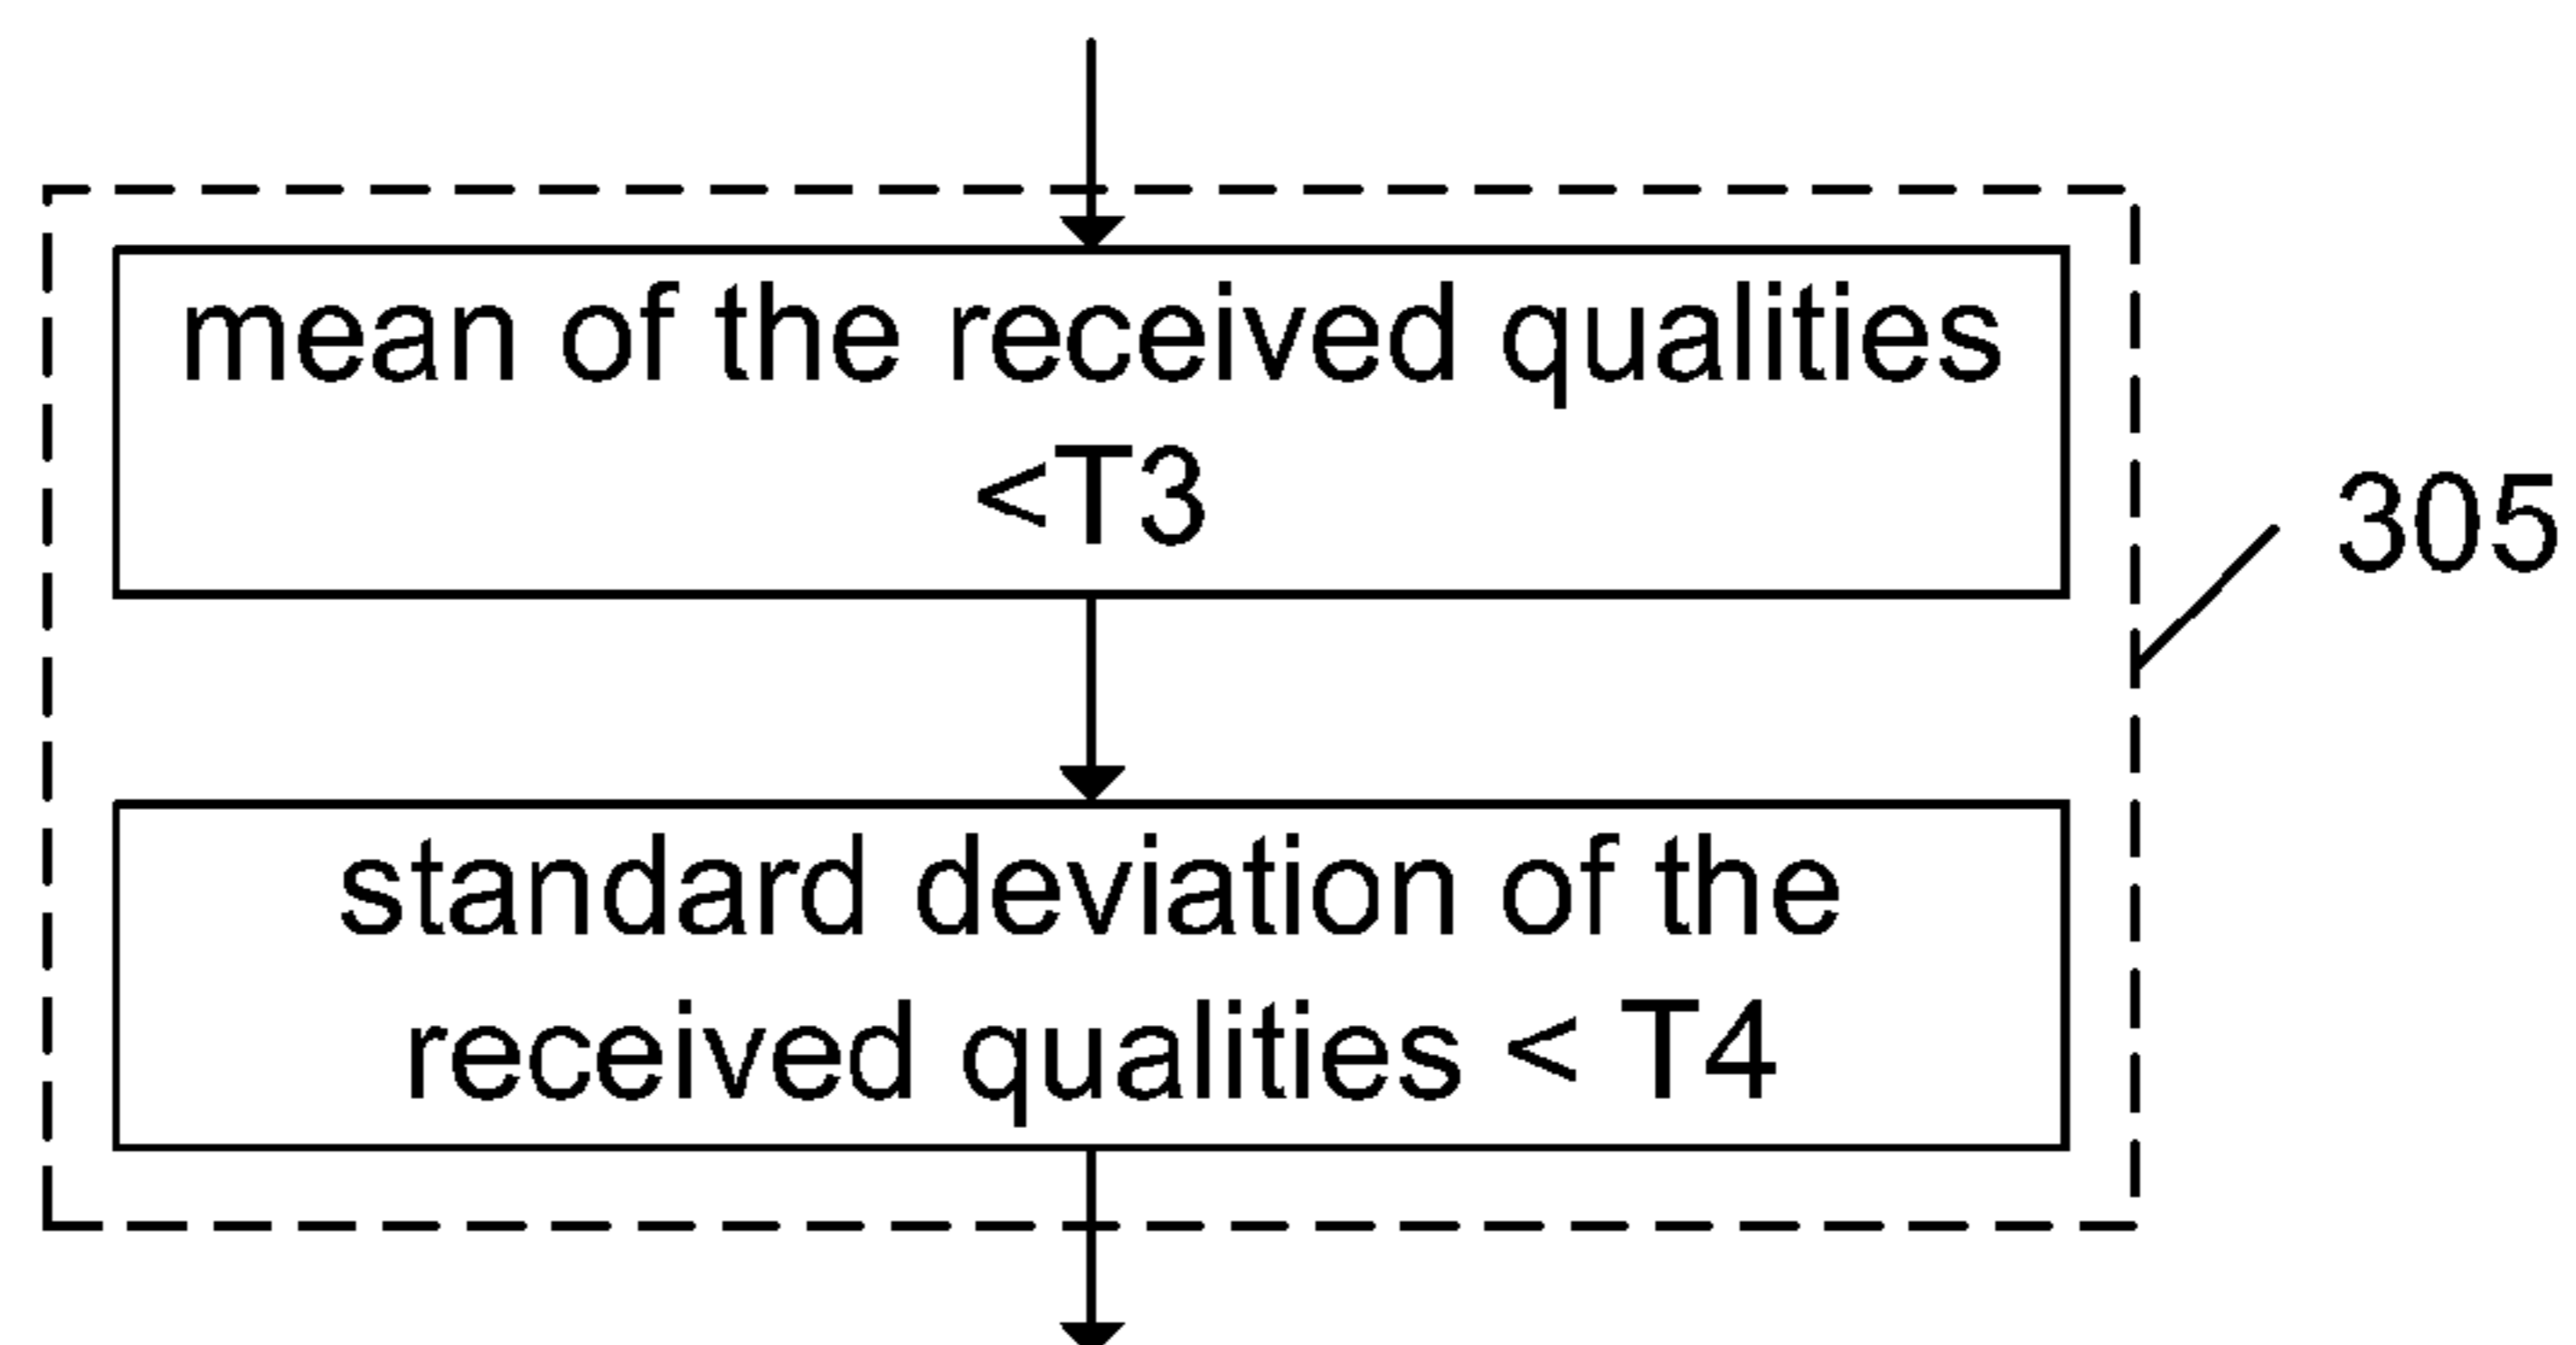 mean of the received qualities
<T3
305
standard deviation of the
received qualities < T4